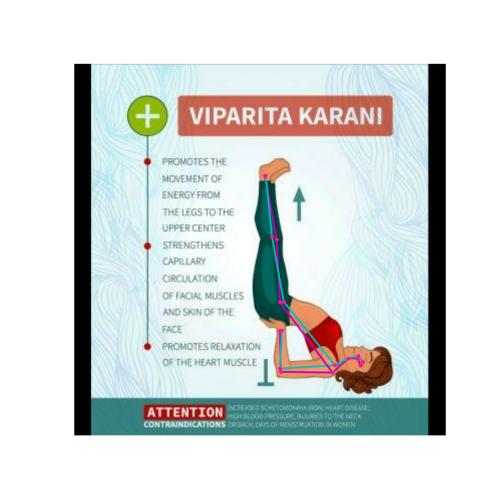 VIPARITA KARANI
PROMOTES THE
MOVEMENT OF
ENERGY FROM
THE LEGS TO THE
UPPER CENTER
STRENGTHENS
CAPILLARY
CIRCULATION
OF FACIAL MUSCLES
AND SKIN OF THE
FACE
PROMOTES RELAXATION
OF THE HEART MUSCLE
ATTENTION
CONTRAINDICATIONS
INCREASED IRON, HEART DISEASE,
HIGH BLOOD PRESSURE, INJURIES TO THE NECK
OR BACK, DAYS OF MENSTRUATION IN WOMEN